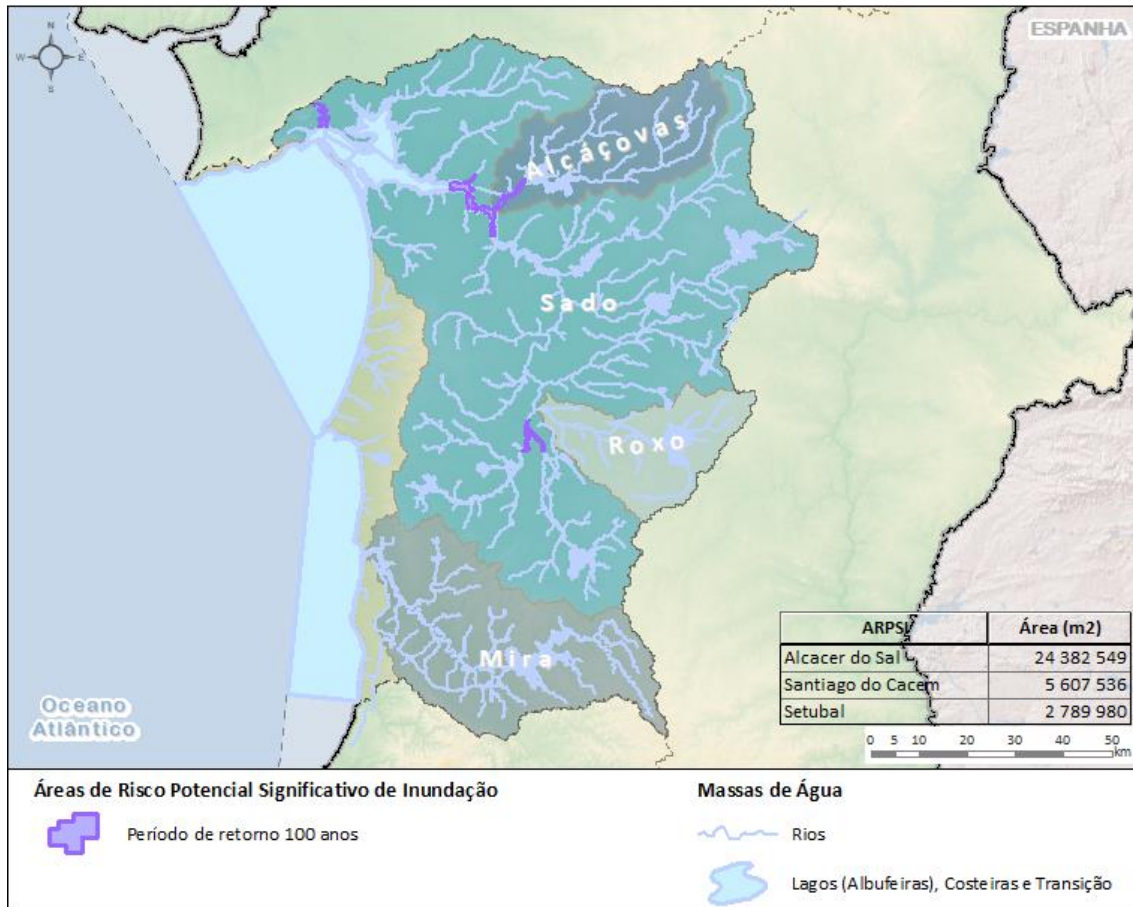 N
W E
S
ESPANHA
Alcáçovas
Sado
Roxo
Mira
Oceano
Atlântico
ARPSI Área (m2)
Alcacer do Sal 24 382 549
Santiago do Cacem 5 607 536
Setubal 2 789 980
0 5 10 20 30 40 50
km
Áreas de Risco Potencial Significativo de Inundação
Período de retorno 100 anos
Massas de Água
Rios
Lagos (Albufeiras), Costeiras e Transição